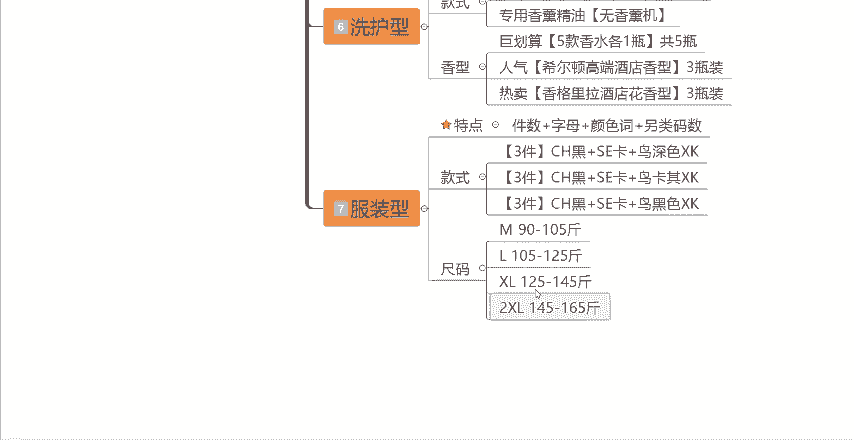 款式
专用香薰精油【无香薰机】
6 洗护型
巨划算【5款香水各1瓶】共5瓶
香型
人气【希尔顿高端酒店香型】3瓶装
热卖【香格里拉酒店花香型】3瓶装
特点
件数+字母+颜色词+另类码数
【3件】CH黑+SE卡+鸟深色XK
款式
【3件】CH黑+SE卡+鸟卡其XK
【3件】CH黑+SE卡+鸟黑色XK
7 服装型
M 90-105斤
L 105-125斤
尺码
XL 125-145斤
2XL 145-165斤